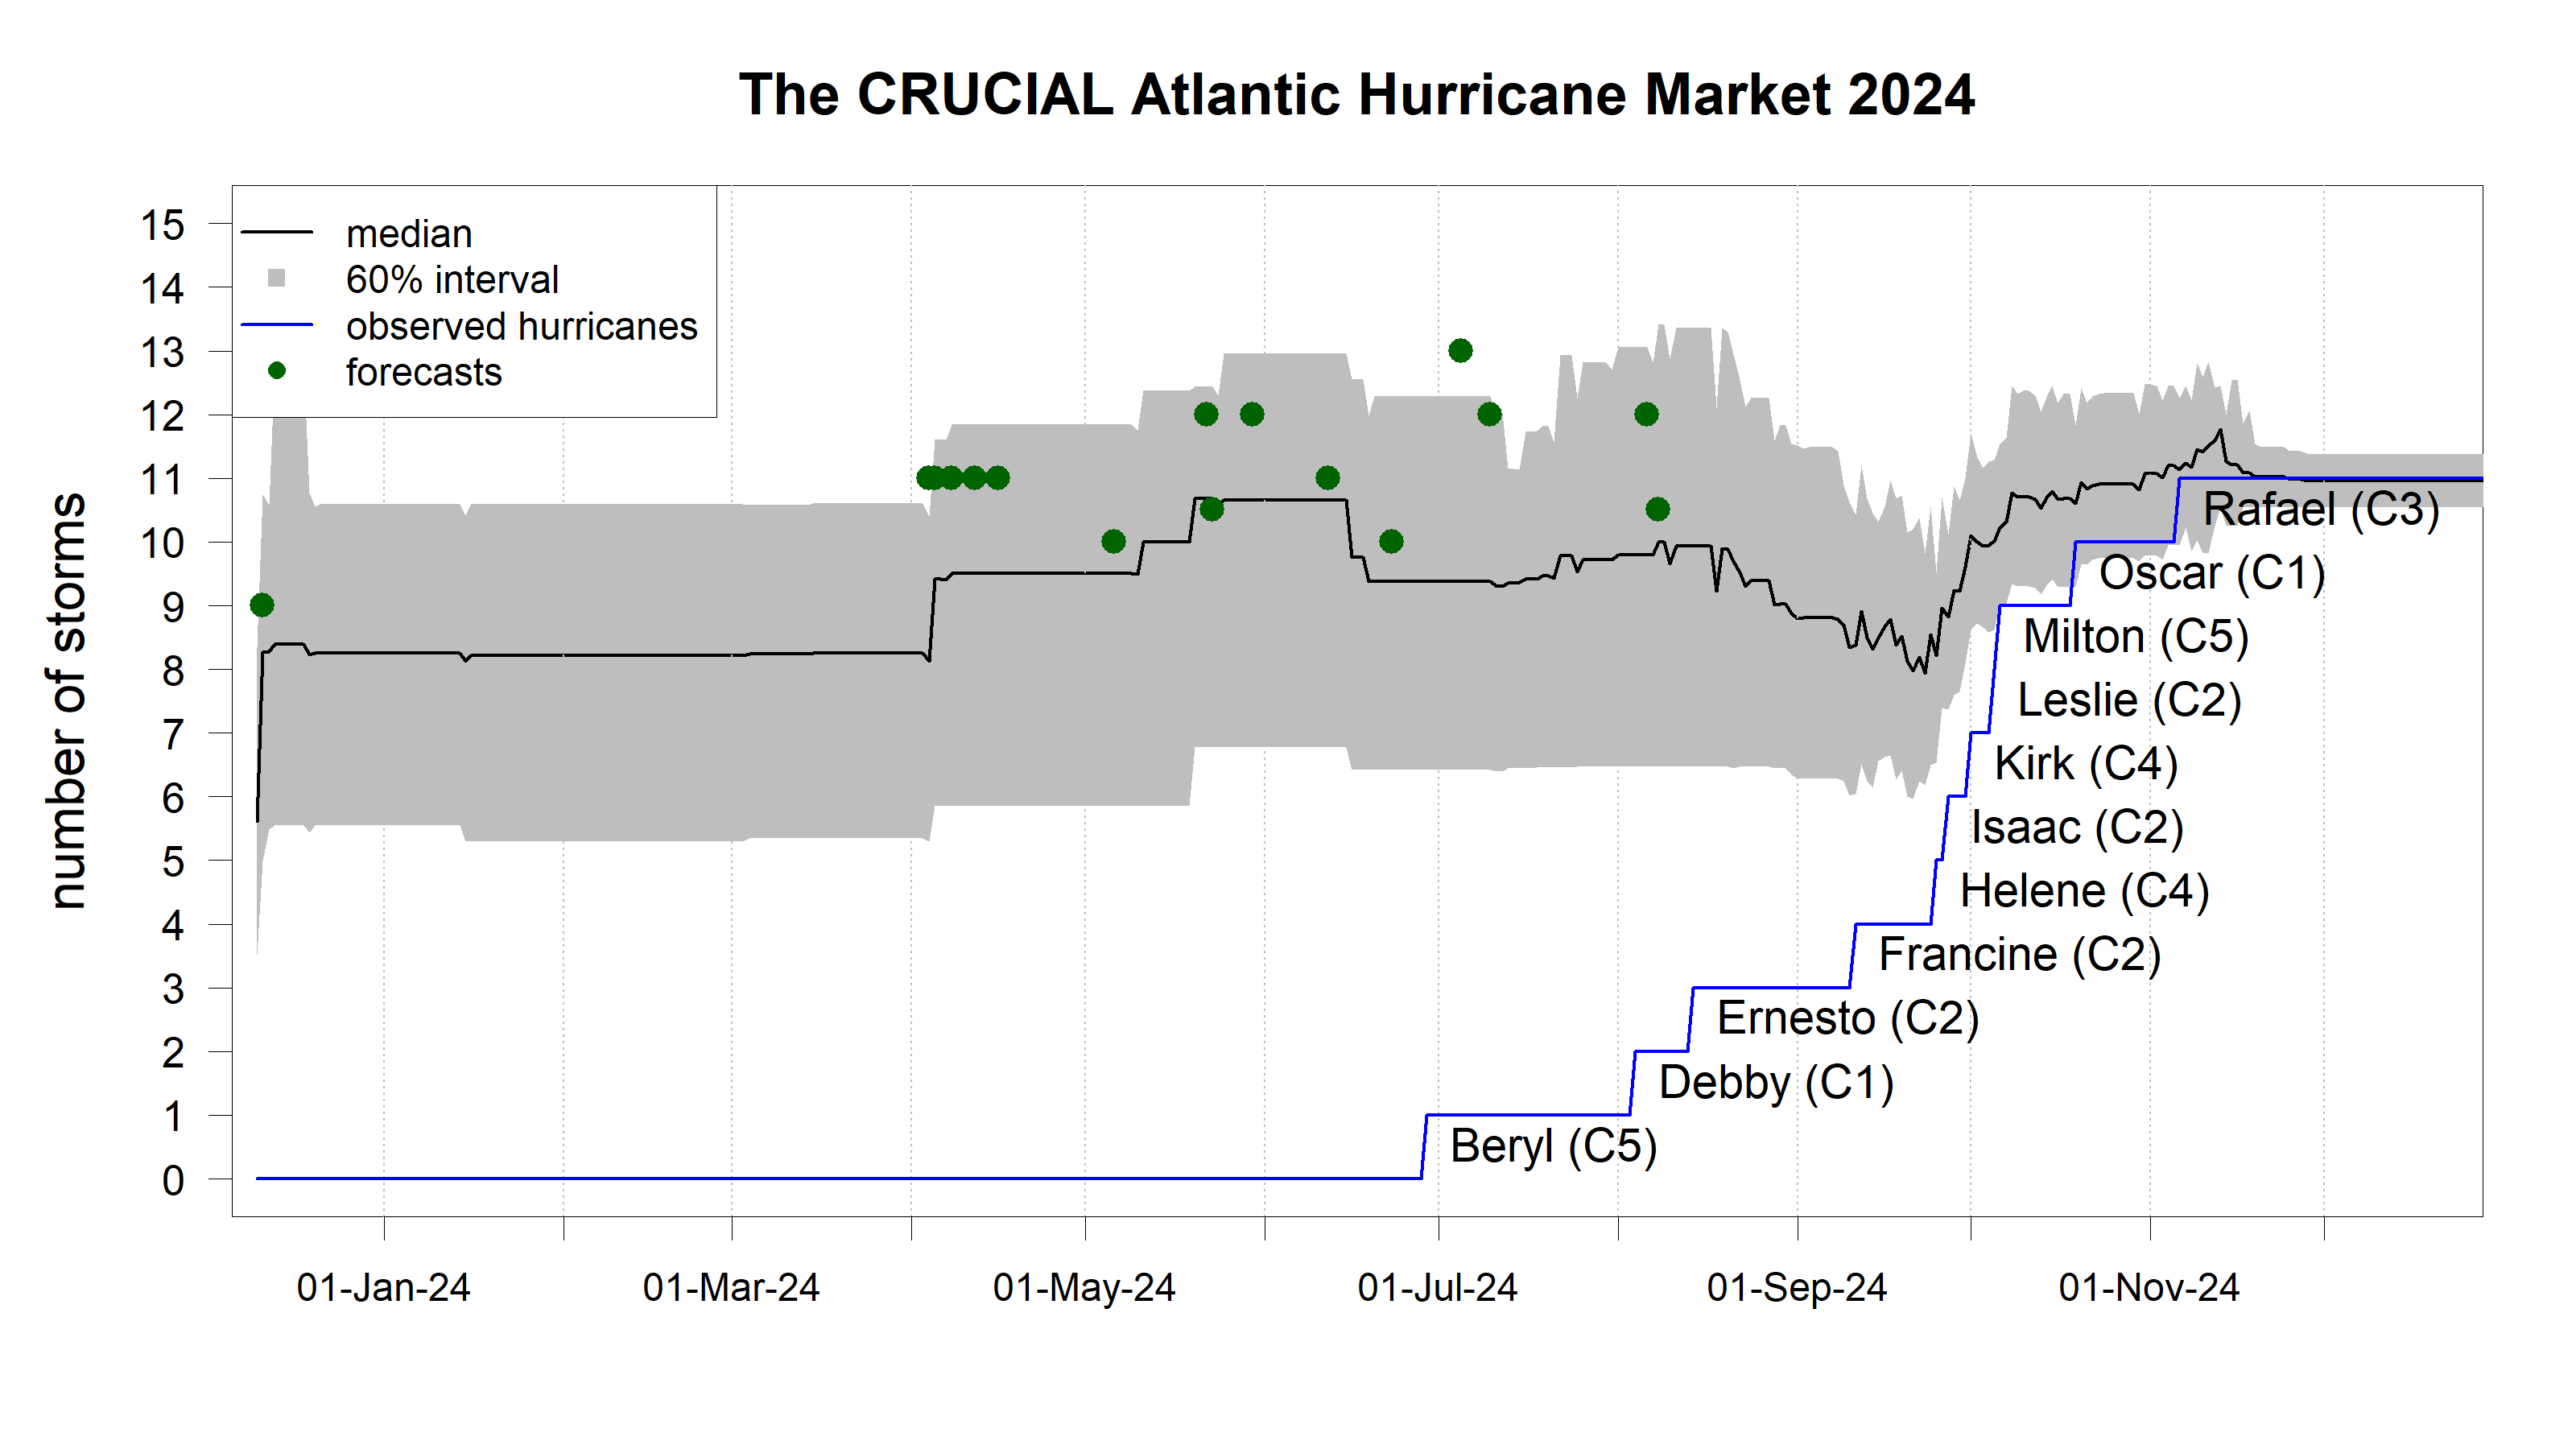 The CRUCIAL Atlantic Hurricane Market 2024
median
60% interval
observed hurricanes
forecasts
number of storms
15
14
13
12
11
10
9
8
7
6
5
4
3
2
1
0
Rafael (C3)
Oscar (C1)
Milton (C5)
Leslie (C2)
Kirk (C4)
Isaac (C2)
Helene (C4)
Francine (C2)
Ernesto (C2)
Debby (C1)
Beryl (C5)
01-Jan-24
01-Mar-24
01-May-24
01-Jul-24
01-Sep-24
01-Nov-24